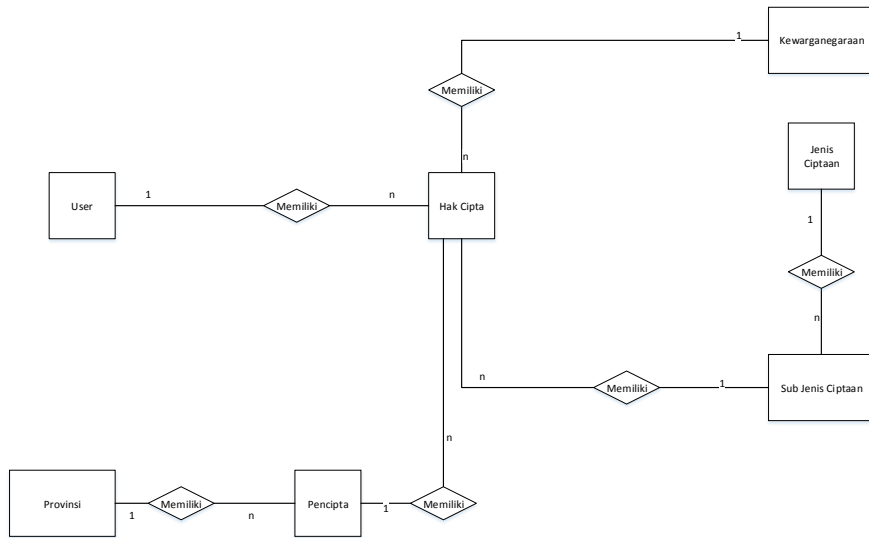 1
Kewarganegaraan
Memiliki
n
Jenis
Ciptaan
User
1
Memiliki
n
Hak Cipta
1
Memiliki
n
n
Memiliki
1
Sub Jenis Ciptaan
n
Provinsi
1
Memiliki
n
Pencipta
1
Memiliki